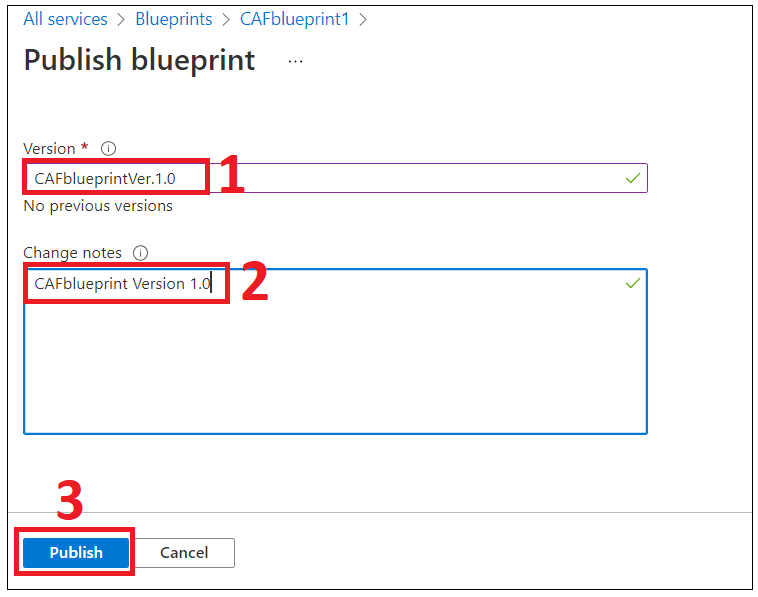 All services > Blueprints > CAFblueprint1 >
Publish blueprint ...
Version * ⓘ
CAFblueprintVer.1.0 1
No previous versions
Change notes ⓘ
CAFblueprint Version 1.0 2
3
Publish Cancel